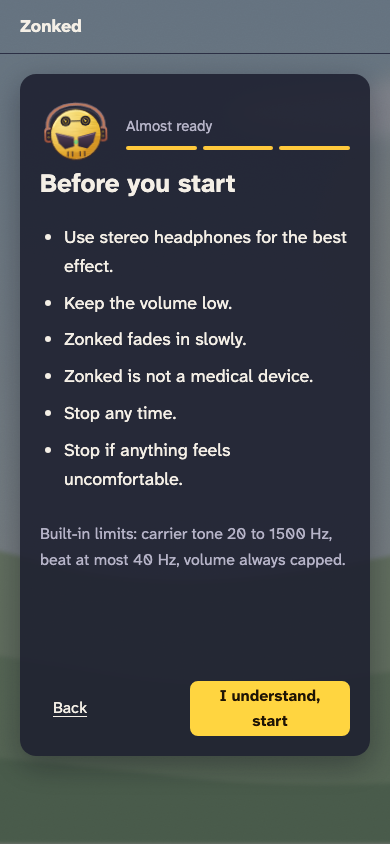 Zonked
Almost ready
Before you start
• Use stereo headphones for the best
effect.
• Keep the volume low.
• Zonked fades in slowly.
• Zonked is not a medical device.
• Stop any time.
• Stop if anything feels
uncomfortable.
Built-in limits: carrier tone 20 to 1500 Hz,
beat at most 40 Hz, volume always capped.
Back
I understand,
start